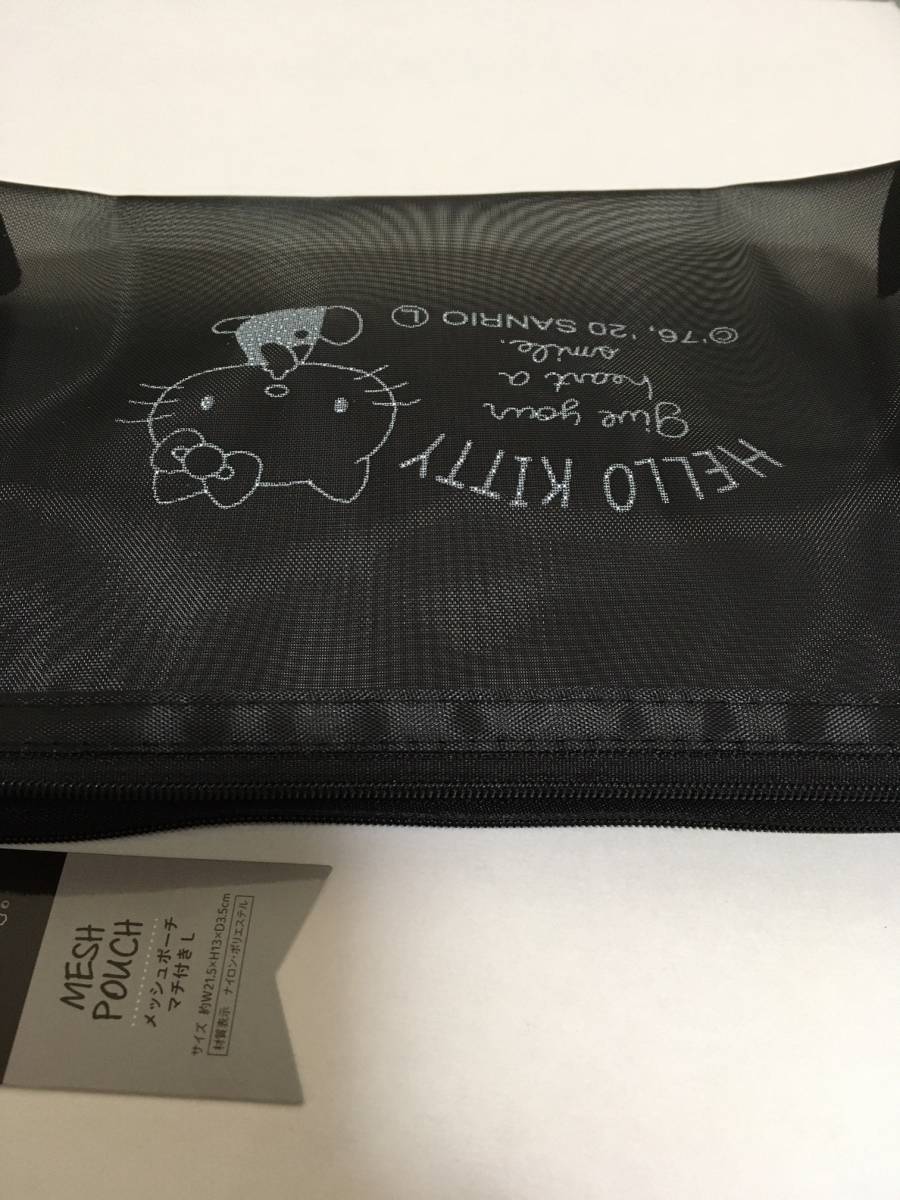 HELLO KITTY
give your
heart a
smile.
©'76, '20 SANRIO Ⓛ
MESH
POUCH
メッシュポーチ
マチ付き L
サイズ 約W21.5×H13×D3.5cm
材質表示 ナイロン・ポリエステル